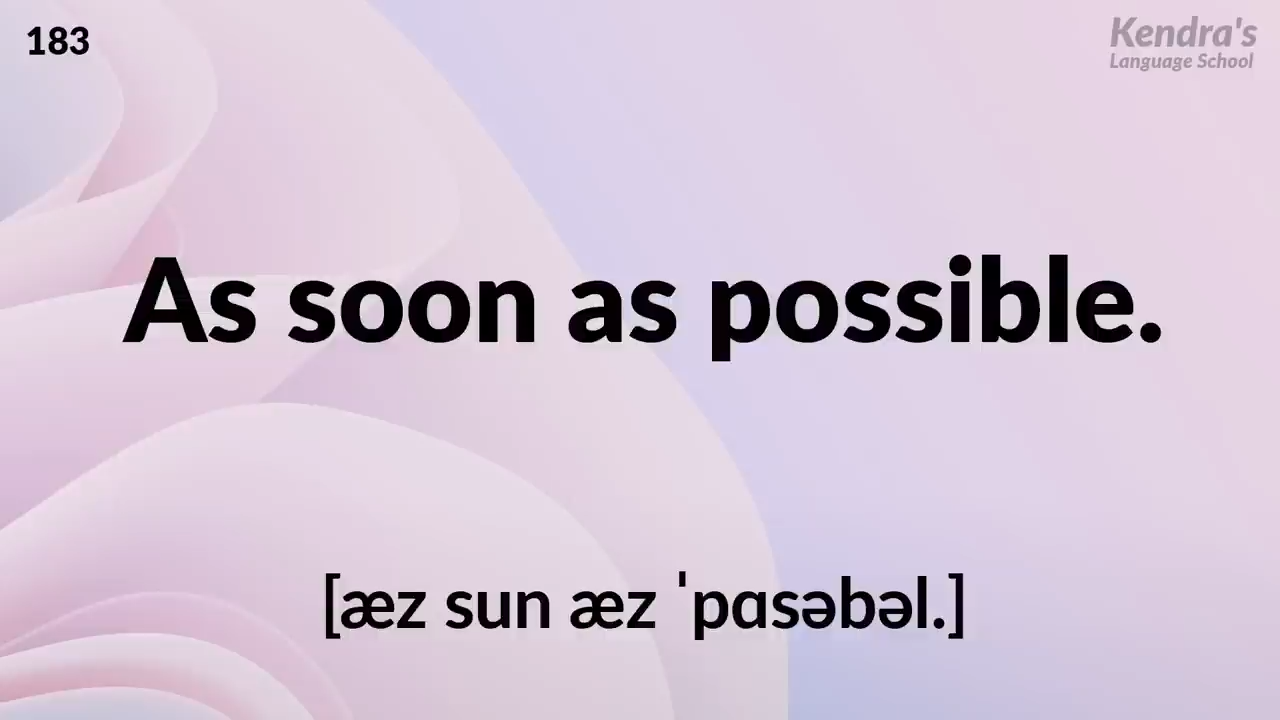 183
Kendra's
Language School
As soon as possible.
[æz sun æz ˈpɑsəbəl.]